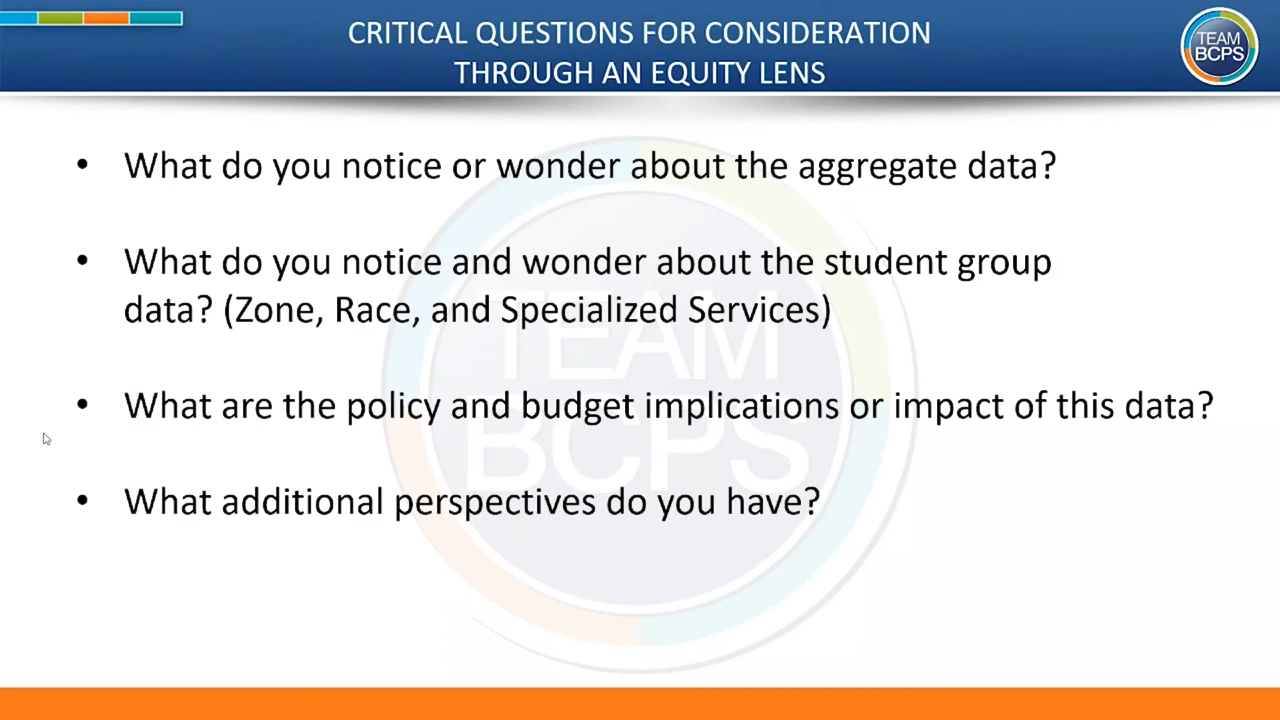 CRITICAL QUESTIONS FOR CONSIDERATION
THROUGH AN EQUITY LENS
TEAM
BCPS
• What do you notice or wonder about the aggregate data?
• What do you notice and wonder about the student group
data? (Zone, Race, and Specialized Services)
• What are the policy and budget implications or impact of this data?
• What additional perspectives do you have?
TEAM
BCPS